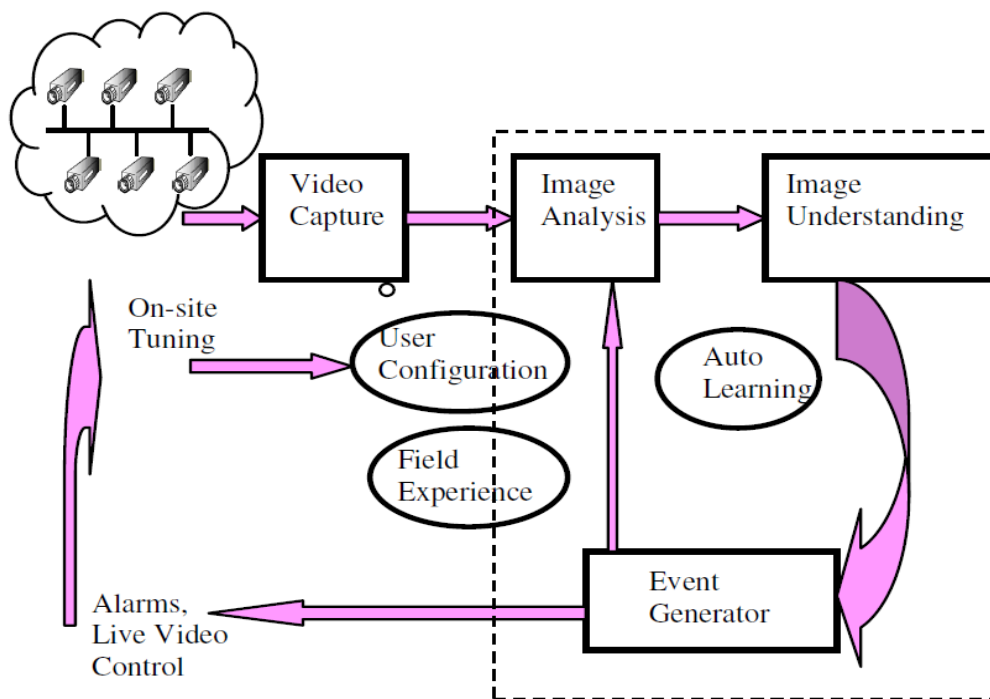 Video
Capture
Image
Analysis
Image
Understanding
On-site
Tuning
User
Configuration
Auto
Learning
Field
Experience
Event
Generator
Alarms,
Live Video
Control